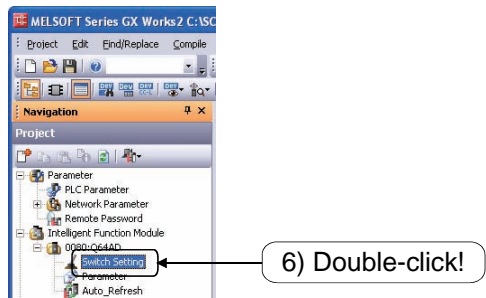 MELSOFT Series GX Works2 C:\SC
Project Edit Find/Replace Compile
Navigation
Project
Parameter
PLC Parameter
Network Parameter
Remote Password
Intelligent Function Module
0080:Q64AD
Switch Setting
6) Double-click!
Parameter
Auto_Refresh